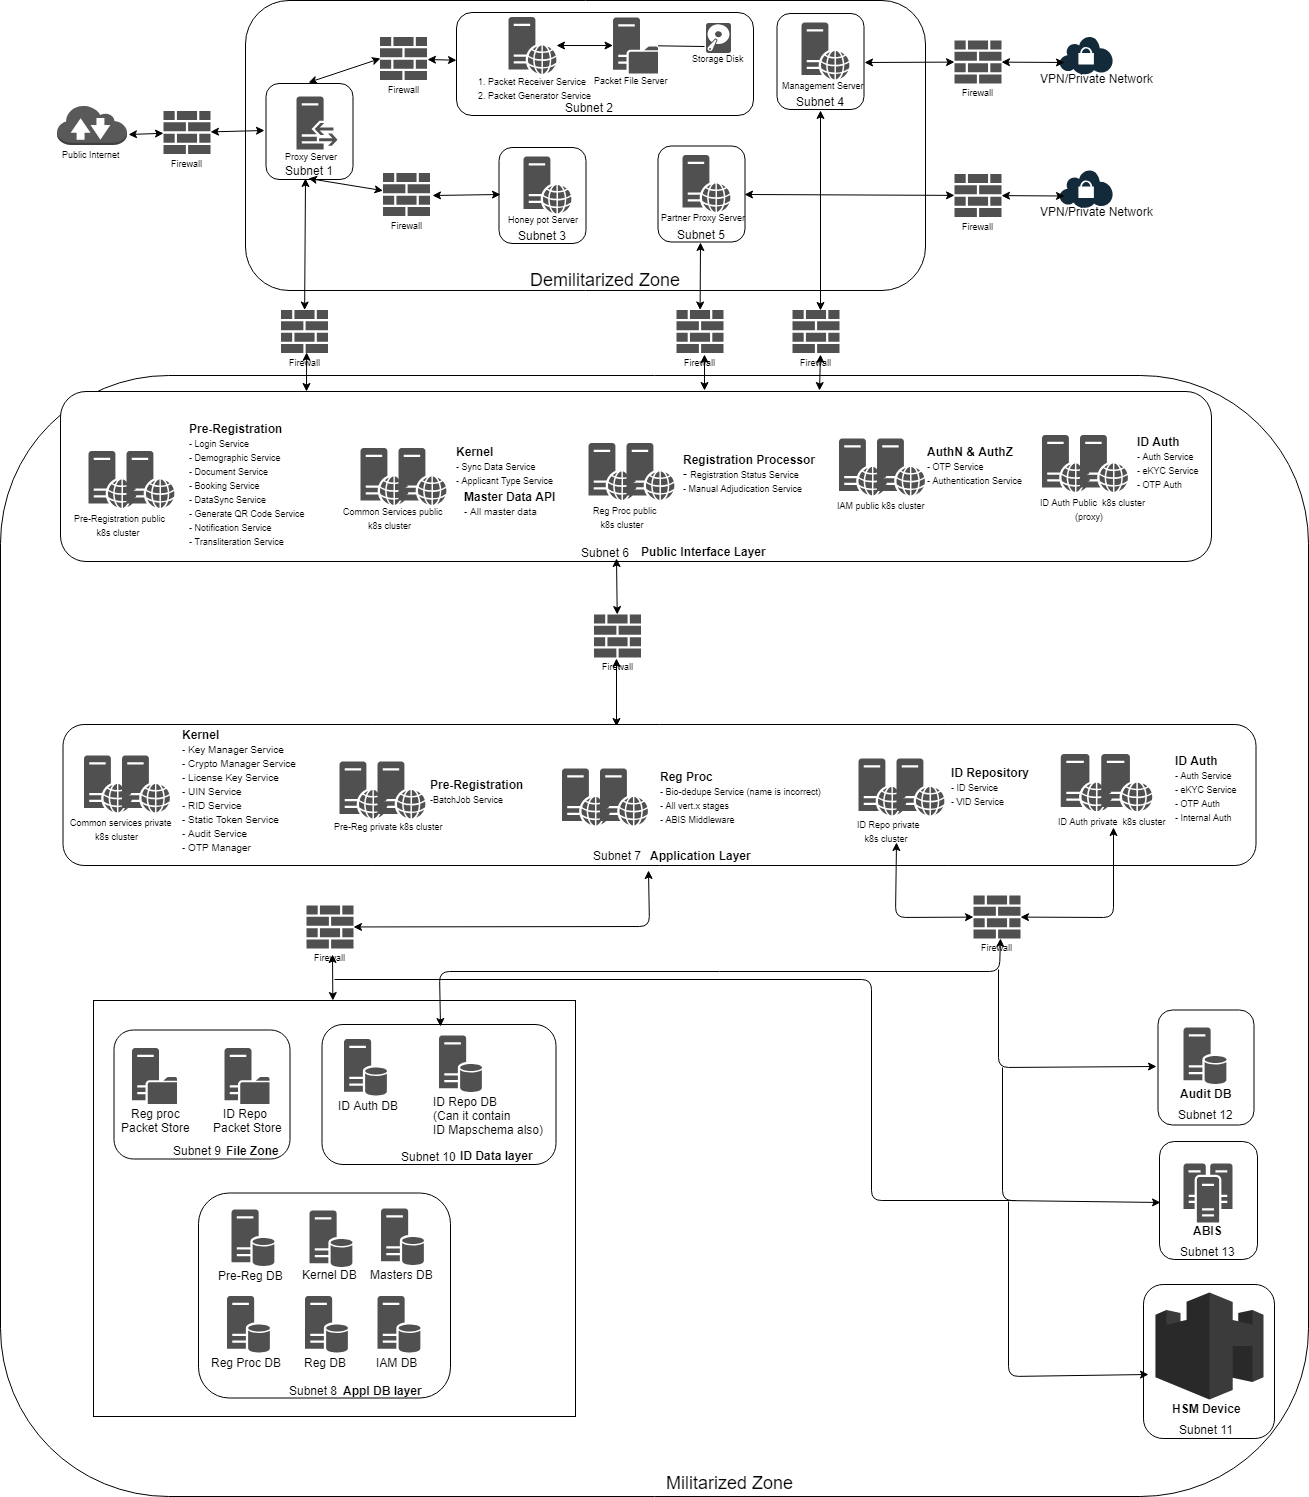 Public Internet
Firewall
Proxy Server
Subnet 1
Firewall
1. Packet Receiver Service
2. Packet Generator Service
Packet File Server
Storage Disk
Subnet 2
Management Server
Subnet 4
Firewall
VPN/Private Network
Firewall
Honey pot Server
Subnet 3
Partner Proxy Server
Subnet 5
Firewall
VPN/Private Network
Demilitarized Zone
Firewall
Firewall
Firewall
Pre-Registration
- Login Service
- Demographic Service
- Document Service
- Booking Service
- DataSync Service
- Generate QR Code Service
- Notification Service
- Transliteration Service
Pre-Registration public
k8s cluster
Kernel
- Sync Data Service
- Applicant Type Service
Master Data API
- All master data
Common Services public
k8s cluster
Registration Processor
- Registration Status Service
- Manual Adjudication Service
Reg Proc public
k8s cluster
AuthN & AuthZ
- OTP Service
- Authentication Service
IAM public k8s cluster
ID Auth
- Auth Service
- eKYC Service
- OTP Auth
ID Auth Public  k8s cluster
(proxy)
Subnet 6 Public Interface Layer
Firewall
Kernel
- Key Manager Service
- Crypto Manager Service
- License Key Service
- UIN Service
- RID Service
- Static Token Service
- Audit Service
- OTP Manager
Common services private
k8s cluster
Pre-Registration
-BatchJob Service
Pre-Reg private k8s cluster
Reg Proc
- Bio-dedupe Service (name is incorrect)
- All vert.x stages
- ABIS Middleware
ID Repository
- ID Service
- VID Service
ID Repo private
k8s cluster
ID Auth
- Auth Service
- eKYC Service
- OTP Auth
- Internal Auth
ID Auth private  k8s cluster
Subnet 7 Application Layer
Firewall
Firewall
Reg proc
Packet Store
ID Repo
Packet Store
Subnet 9 File Zone
ID Auth DB
ID Repo DB
(Can it contain
ID Mapschema also)
Subnet 10 ID Data layer
Audit DB
Subnet 12
ABIS
Subnet 13
Pre-Reg DB
Kernel DB
Masters DB
Reg Proc DB
Reg DB
IAM DB
Subnet 8 Appl DB layer
HSM Device
Subnet 11
Militarized Zone